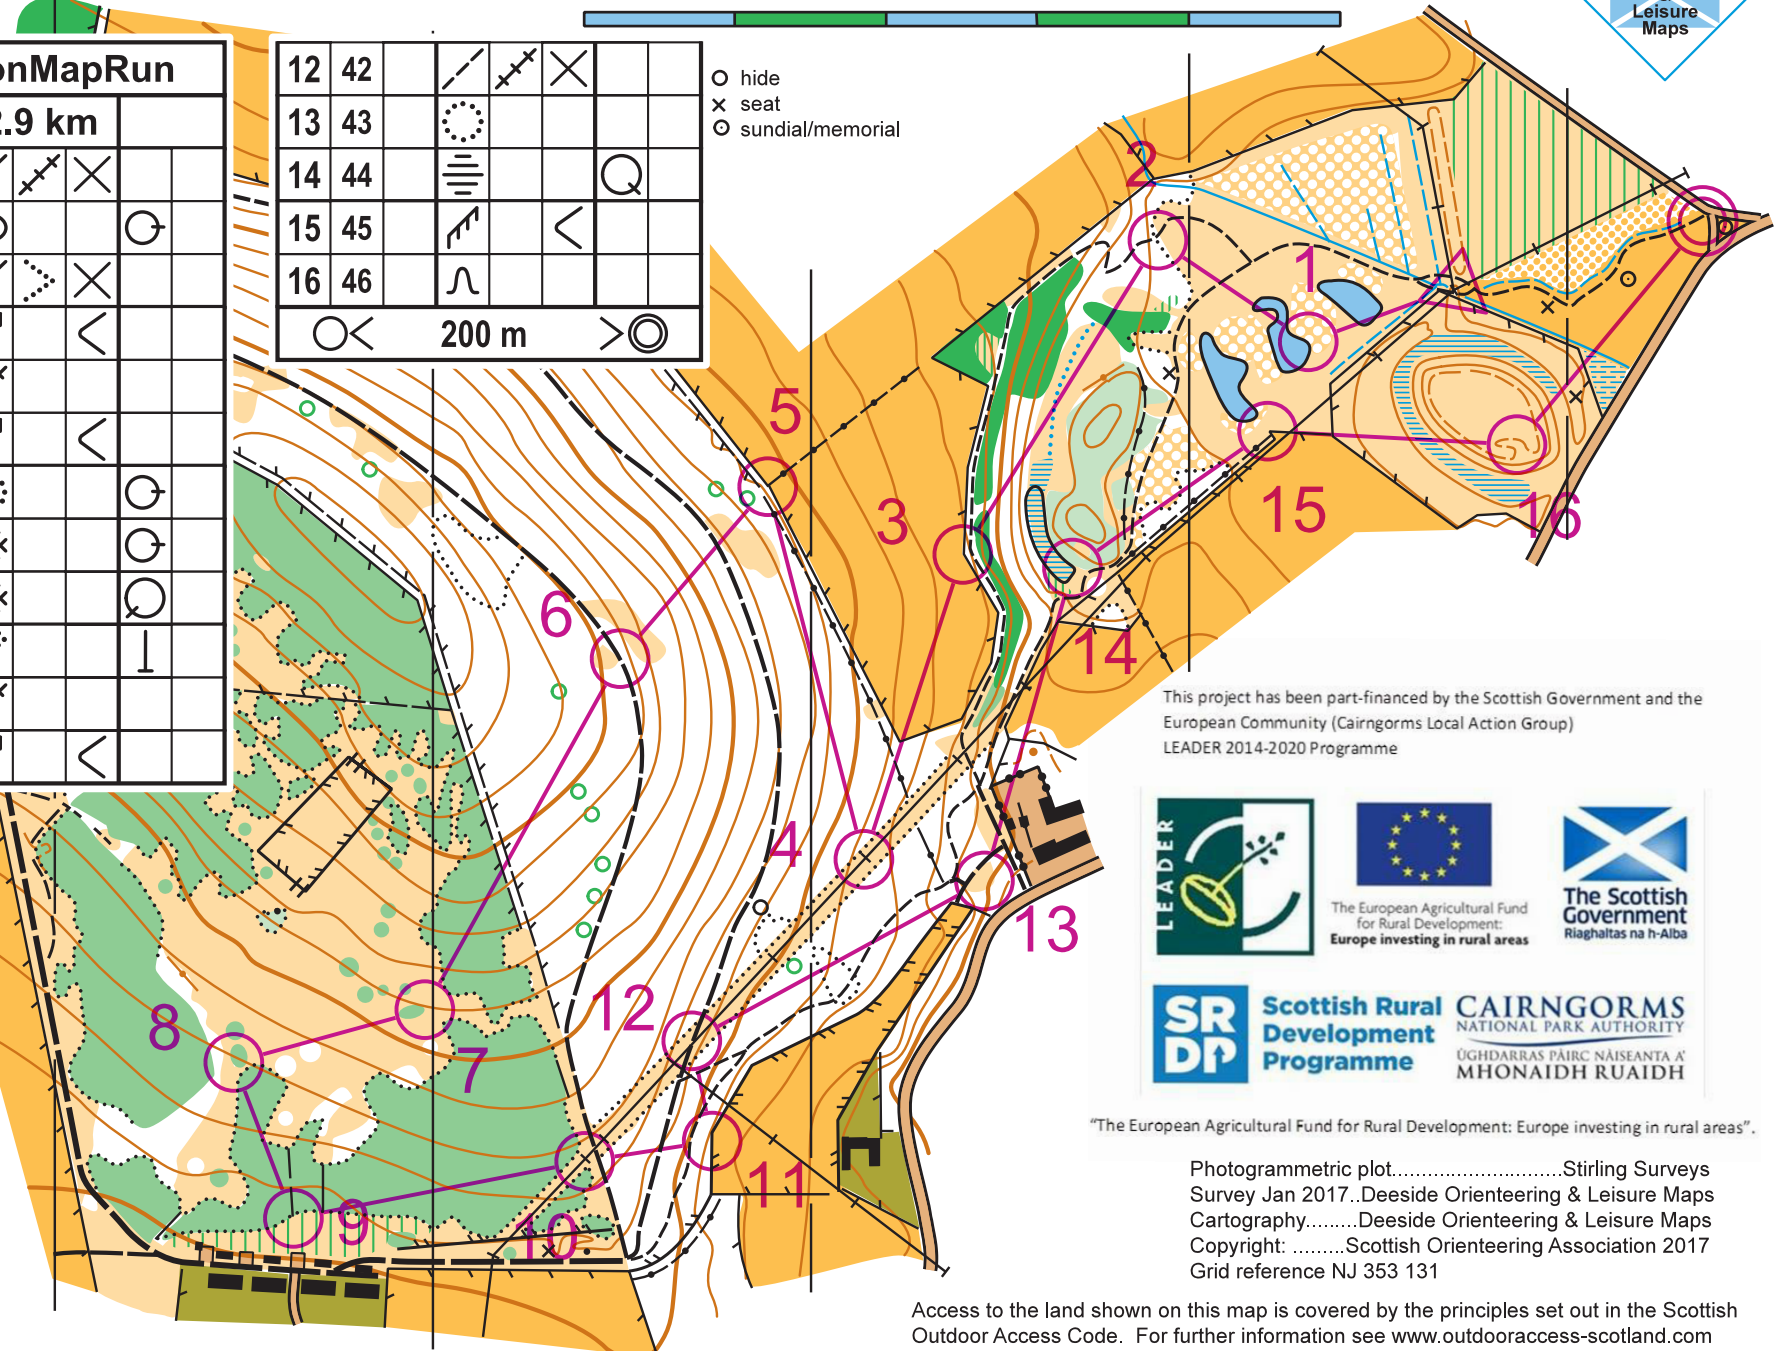 Leisure
Maps
onMapRun
2.9 km
12 42
13 43
14 44
15 45
16 46
200 m
hide
seat
sundial/memorial
1
2
3
4
5
6
7
8
9
10
11
12
13
14
15
16
This project has been part-financed by the Scottish Government and the
European Community (Cairngorms Local Action Group)
LEADER 2014-2020 Programme
LEADER
The European Agricultural Fund
for Rural Development:
Europe investing in rural areas
The Scottish
Government
Riaghaltas na h-Alba
SRDP
Scottish Rural
Development
Programme
CAIRNGORMS
NATIONAL PARK AUTHORITY
ÙGHDARRAS PÀIRC NÀISEANTA A'
MHONAIDH RUAIDH
"The European Agricultural Fund for Rural Development: Europe investing in rural areas".
Photogrammetric plot.............................Stirling Surveys
Survey Jan 2017..Deeside Orienteering & Leisure Maps
Cartography.........Deeside Orienteering & Leisure Maps
Copyright: .........Scottish Orienteering Association 2017
Grid reference NJ 353 131
Access to the land shown on this map is covered by the principles set out in the Scottish
Outdoor Access Code. For further information see www.outdooraccess-scotland.com